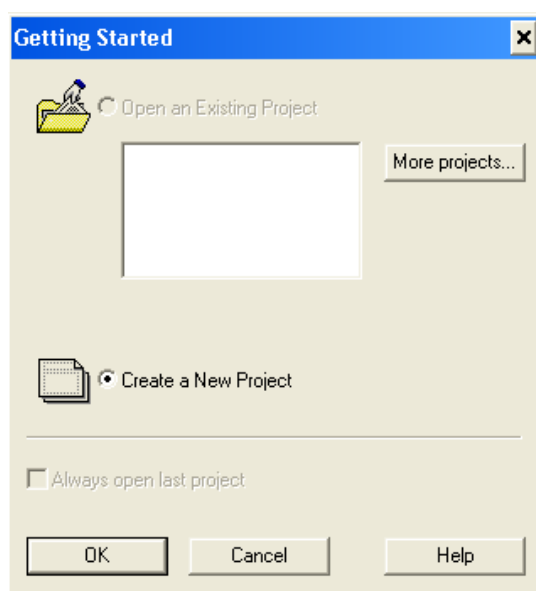 Getting Started
Open an Existing Project
More projects...
Create a New Project
Always open last project
OK Cancel Help